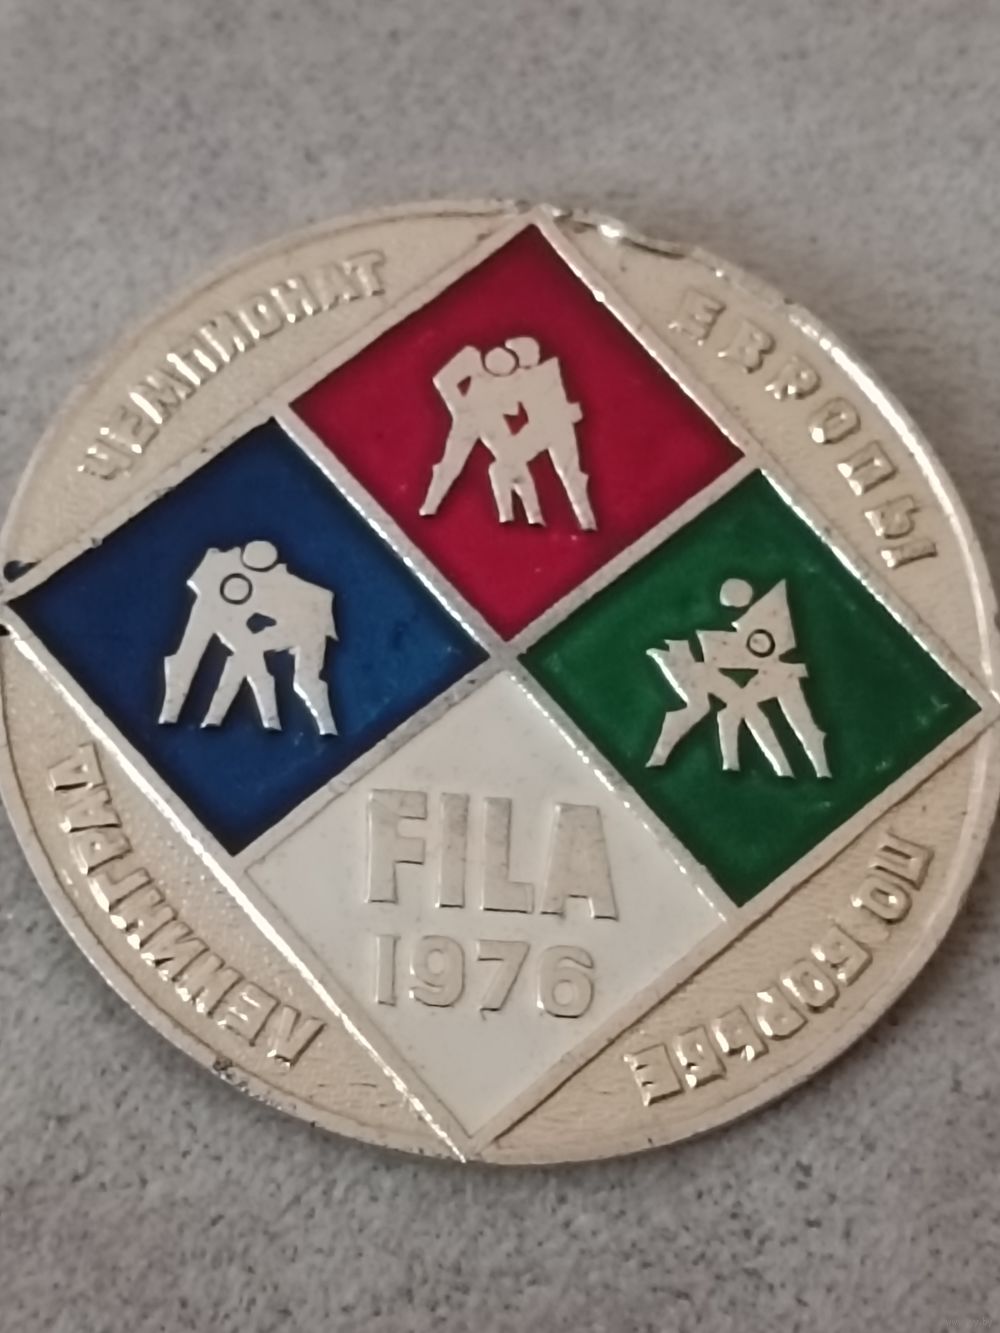 ЧЕМПИОНАТ
ЕВРОПЫ
ПО БОРЬБЕ
ЛЕНИНГРАД
FILA
1976